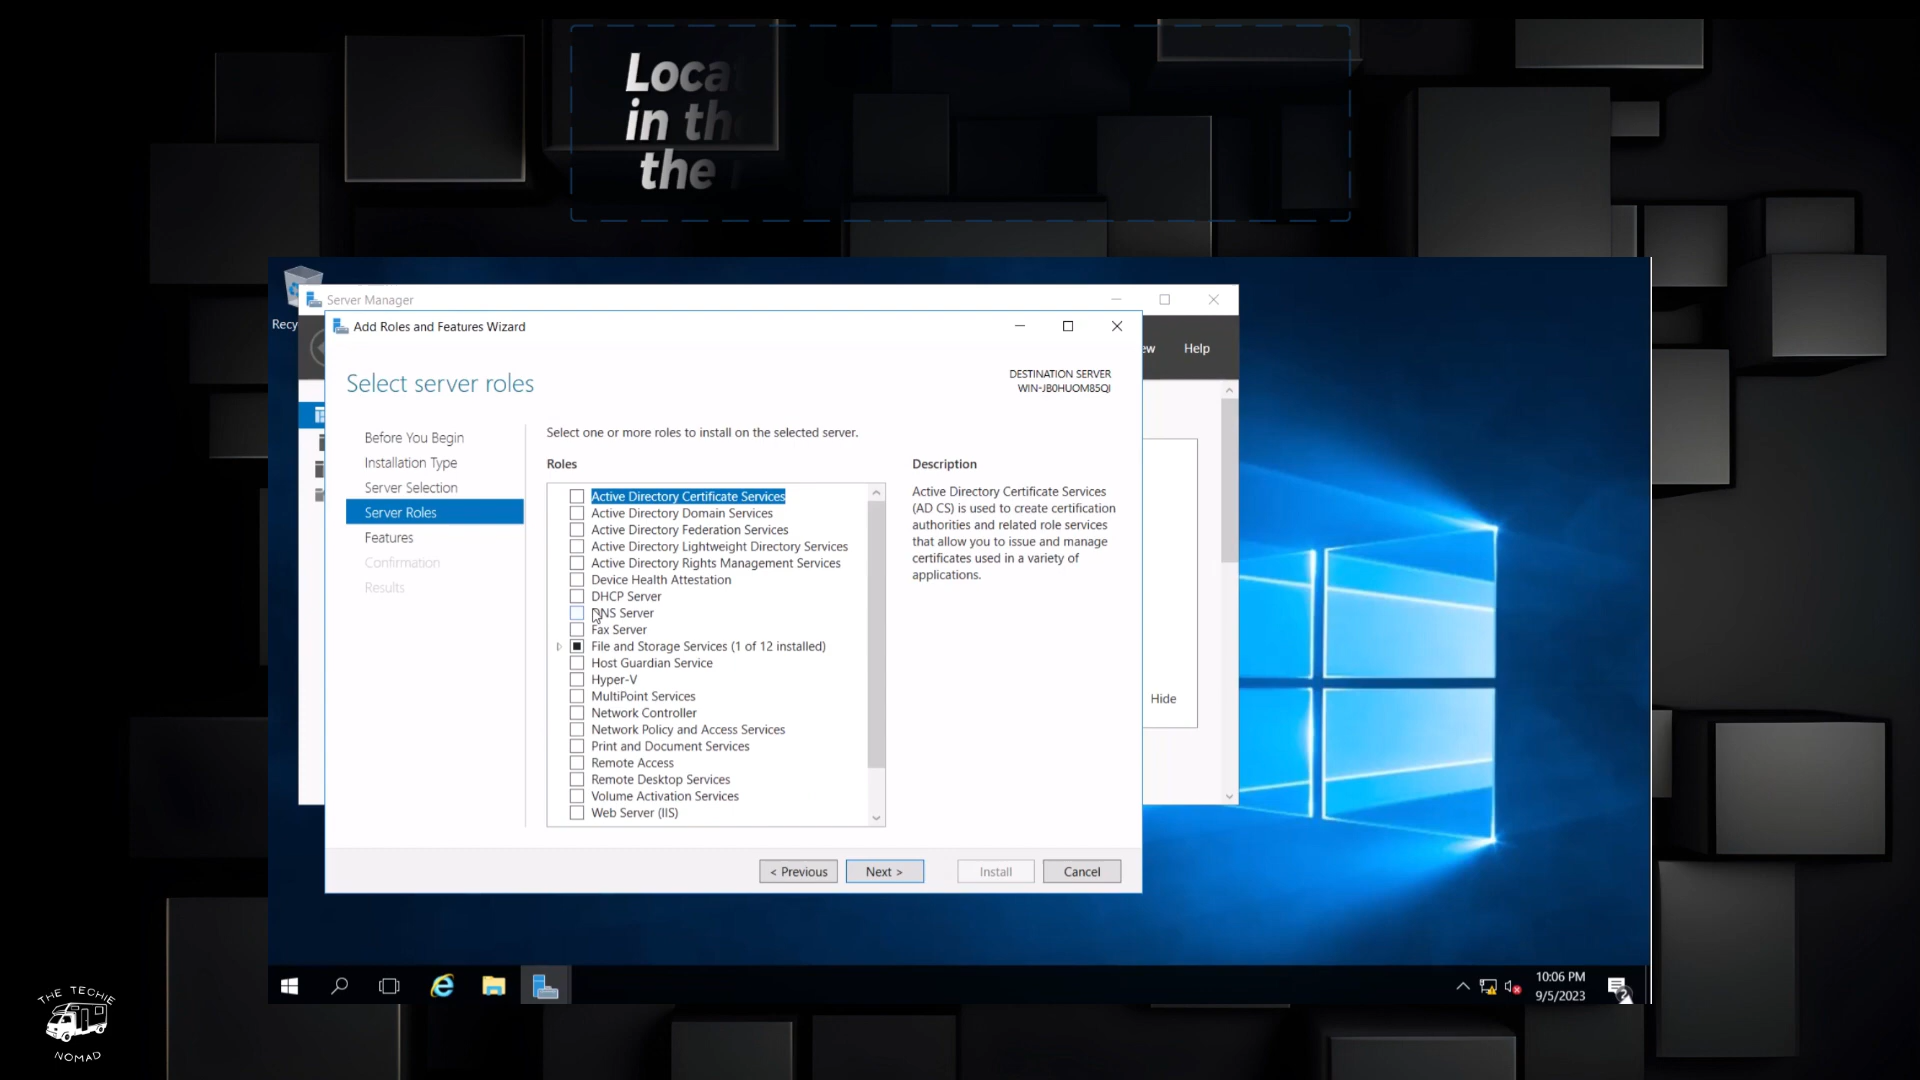 Loca
in th
the
Recy
Server Manager
Add Roles and Features Wizard
ew
Help
Select server roles
DESTINATION SERVER
WIN-JB0HUOM85QJ
Before You Begin
Installation Type
Server Selection
Server Roles
Features
Confirmation
Results
Select one or more roles to install on the selected server.
Roles
Active Directory Certificate Services
Active Directory Domain Services
Active Directory Federation Services
Active Directory Lightweight Directory Services
Active Directory Rights Management Services
Device Health Attestation
DHCP Server
DNS Server
Fax Server
File and Storage Services (1 of 12 installed)
Host Guardian Service
Hyper-V
MultiPoint Services
Network Controller
Network Policy and Access Services
Print and Document Services
Remote Access
Remote Desktop Services
Volume Activation Services
Web Server (IIS)
Description
Active Directory Certificate Services
(AD CS) is used to create certification
authorities and related role services
that allow you to issue and manage
certificates used in a variety of
applications.
Hide
< Previous
Next >
Install
Cancel
10:06 PM
9/5/2023
2
THE TECHIE
NOMAD